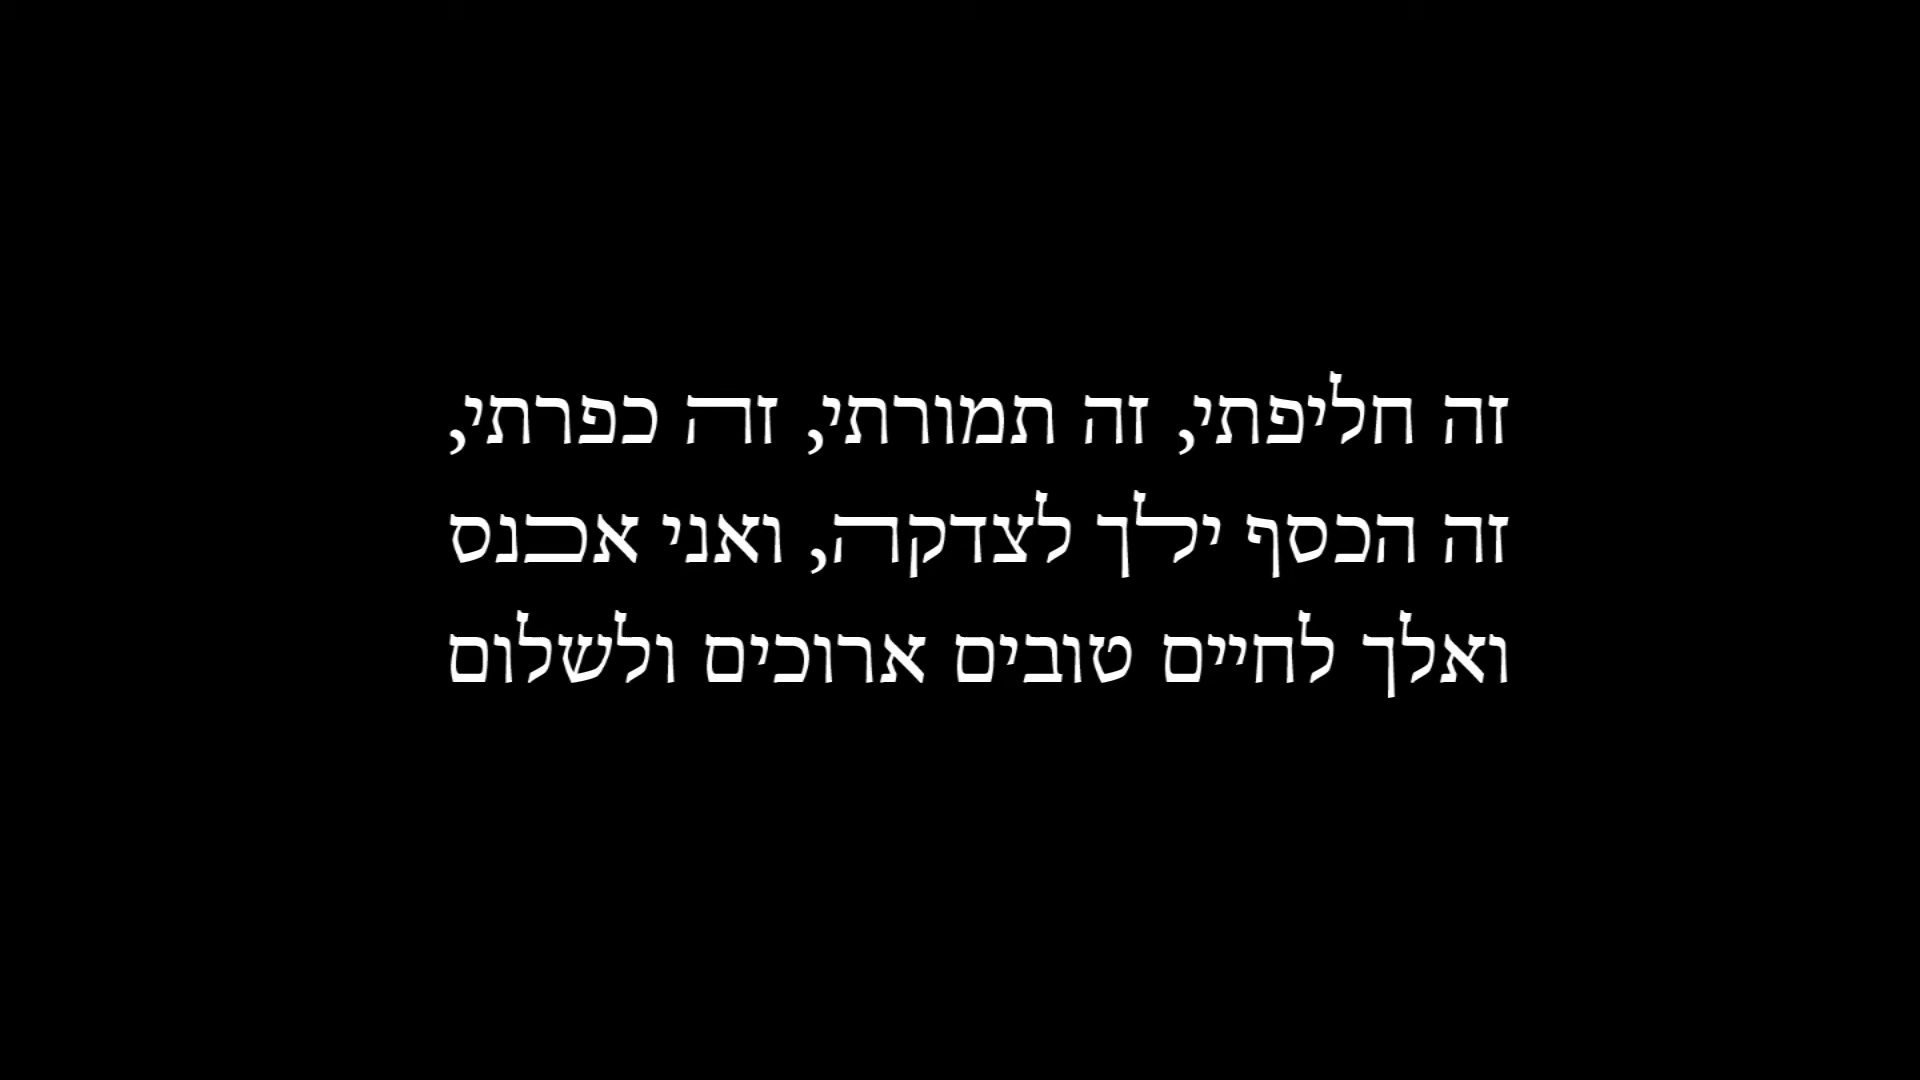 זה חליפתי, זה תמורתי, זה כפרתי,
זה הכסף ילך לצדקה, ואני אכנס
ואלך לחיים טובים ארוכים ולשלום